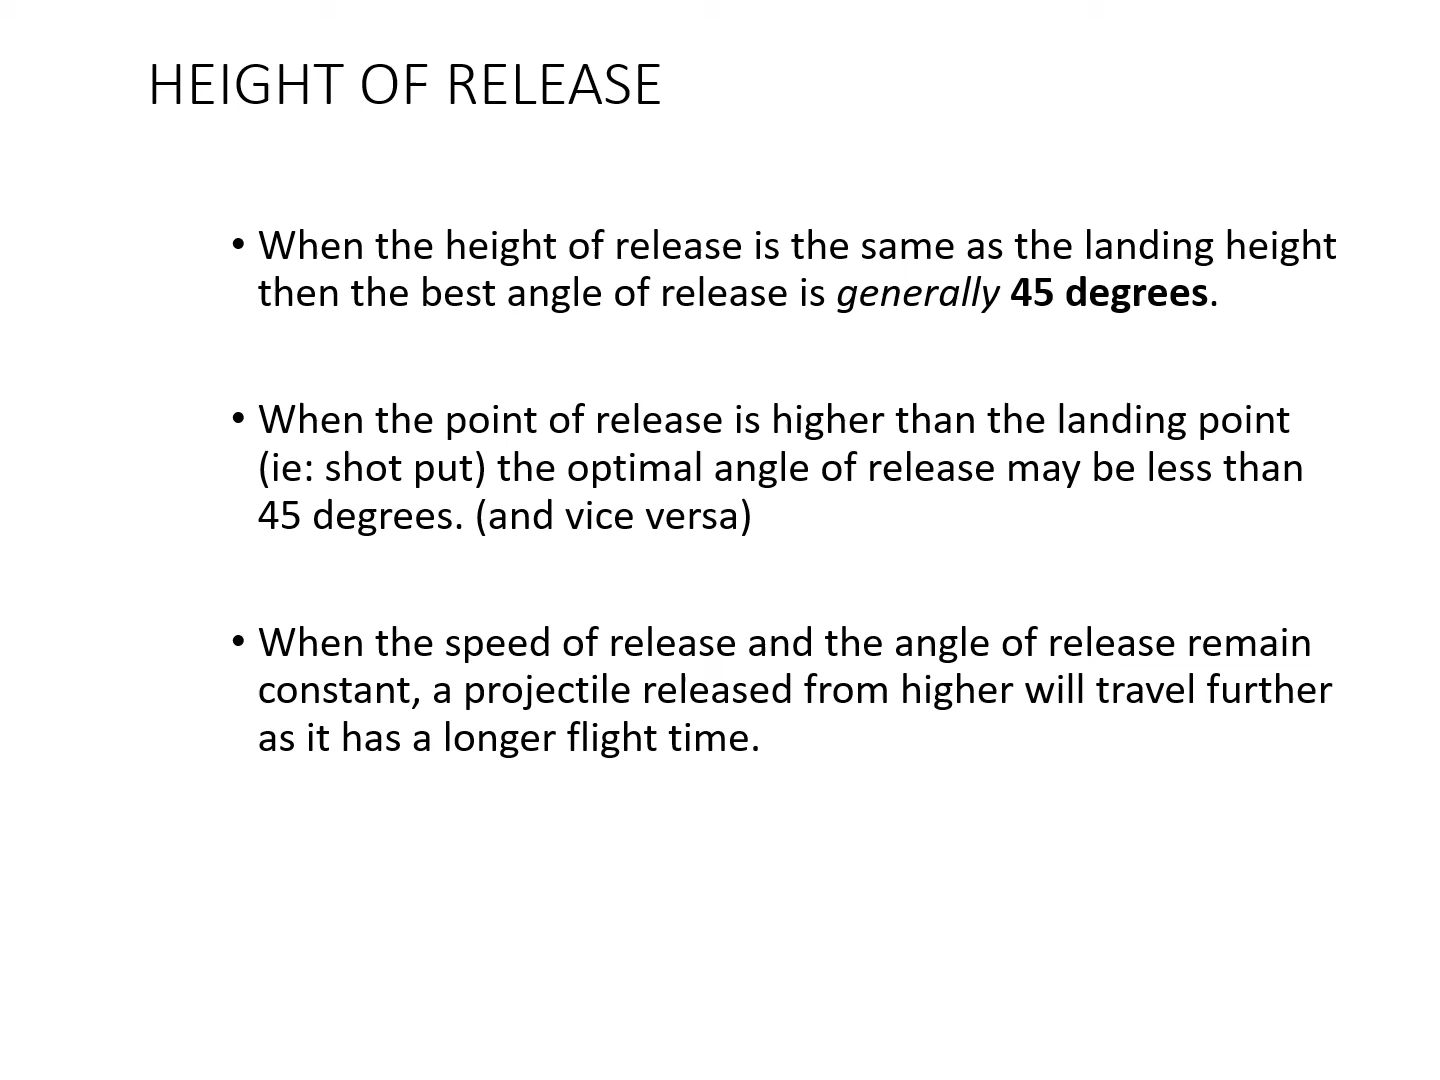 HEIGHT OF RELEASE
• When the height of release is the same as the landing height
then the best angle of release is generally 45 degrees.
• When the point of release is higher than the landing point
(ie: shot put) the optimal angle of release may be less than
45 degrees. (and vice versa)
• When the speed of release and the angle of release remain
constant, a projectile released from higher will travel further
as it has a longer flight time.